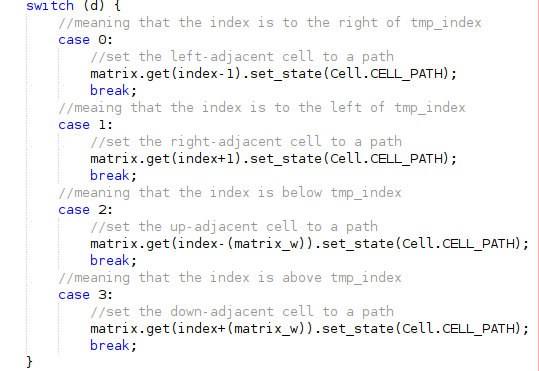 switch (d) {
//meaning that the index is to the right of tmp_index
case 0:
//set the left-adjacent cell to a path
matrix.get(index-1).set_state(Cell.CELL_PATH);
break;
//meaing that the index is to the left of tmp_index
case 1:
//set the right-adjacent cell to a path
matrix.get(index+1).set_state(Cell.CELL_PATH);
break;
//meaning that the index is below tmp_index
case 2:
//set the up-adjacent cell to a path
matrix.get(index-(matrix_w)).set_state(Cell.CELL_PATH);
break;
//meaning that the index is above tmp_index
case 3:
//set the down-adjacent cell to a path
matrix.get(index+(matrix_w)).set_state(Cell.CELL_PATH);
break;
}